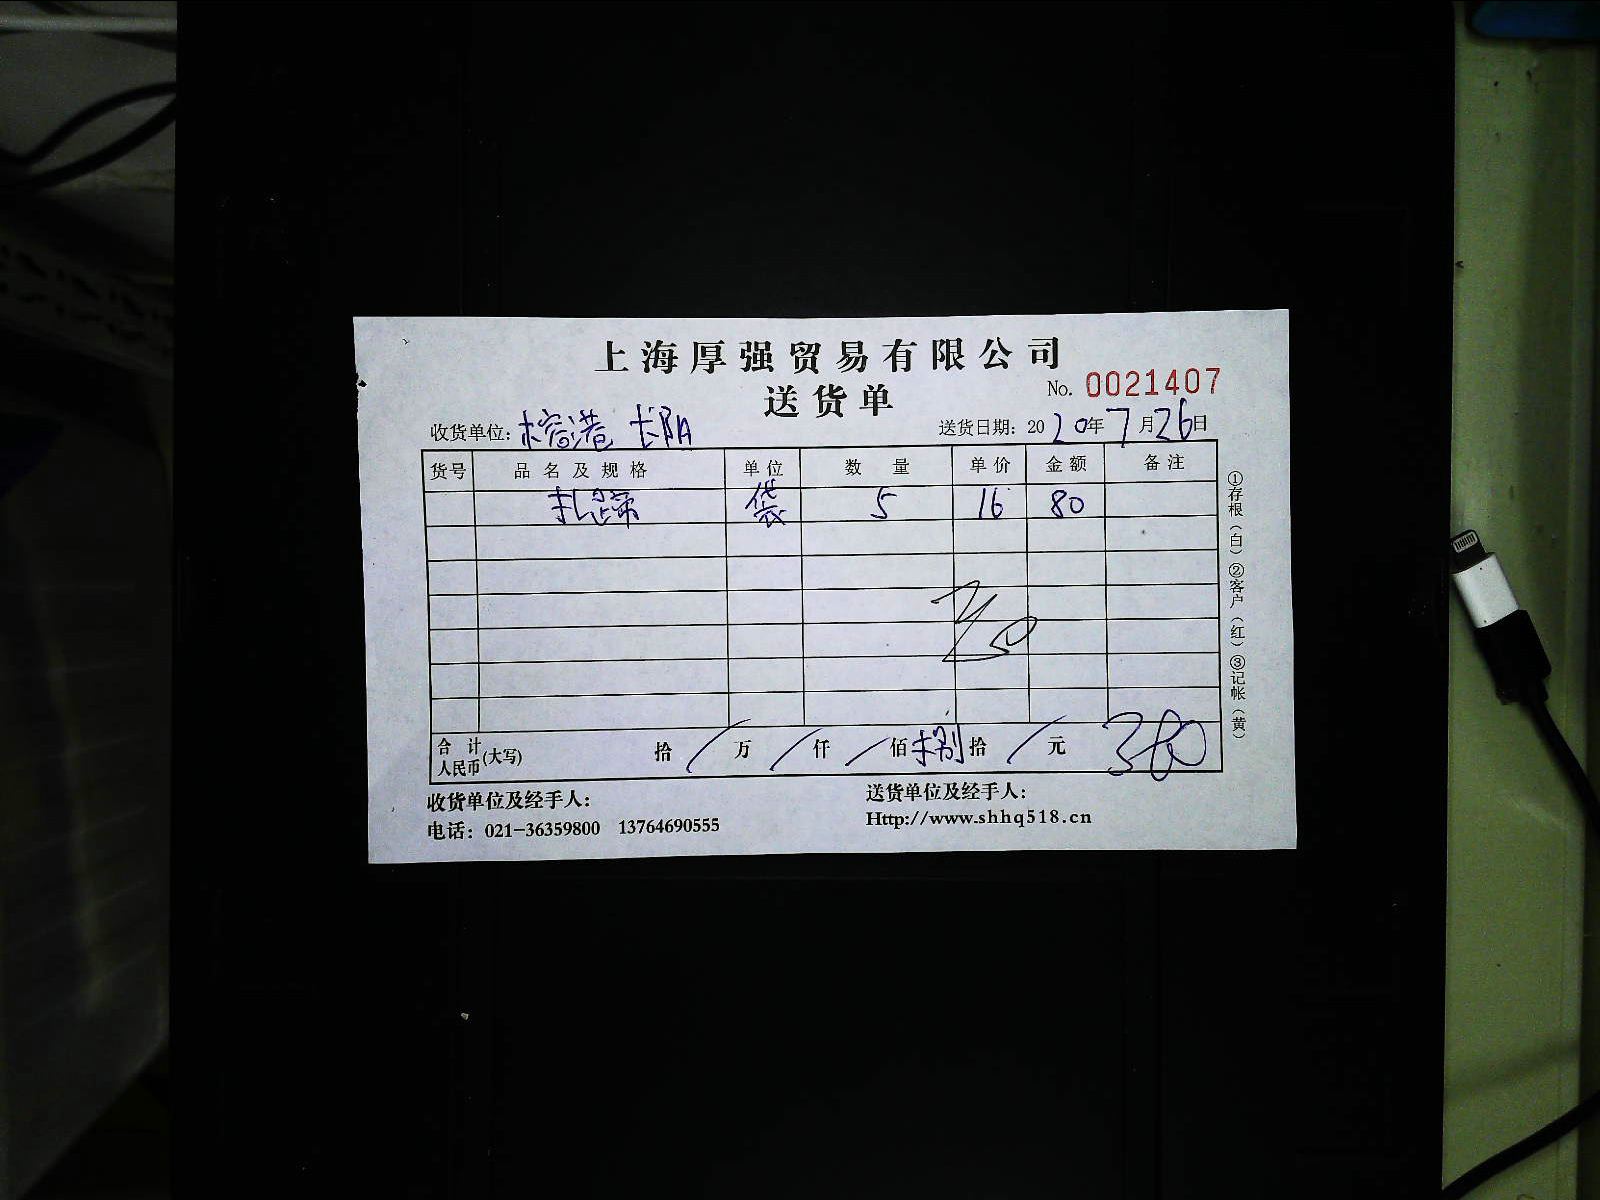 上海厚强贸易有限公司
送货单
No. 0021407
收货单位: 榕港 长阳
送货日期: 2020年7月26日
货号 品名及规格 单位 数量 单价 金额 备注
袋 5 16 80
合计人民币(大写) 拾/万/仟/佰捌拾/元
收货单位及经手人:
送货单位及经手人:
电话: 021-36359800 13764690555
Http://www.shhq518.cn
①存根(白)②客户(红)③记帐(黄)